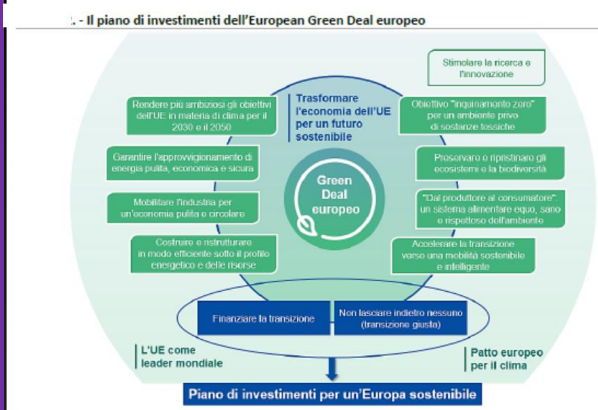 . - Il piano di investimenti dell'European Green Deal europeo
Stimolare la ricerca e
l'innovazione
Trasformare
l'economia dell'UE
per un futuro
sostenibile
Rendere più ambiziosi gli obiettivi
dell'UE in materia di clima per il
2030 e il 2050
Obiettivo "inquinamento zero"
per un ambiente privo
di sostanze tossiche
Garantire l'approvvigionamento di
energia pulita, economica e sicura
Preservare e ripristinare gli
ecosistemi e la biodiversità
Green
Deal
europeo
Mobilitare l'industria per
un'economia pulita e circolare
"Dal produttore al consumatore":
un sistema alimentare equo, sano
e rispettoso dell'ambiente
Costruire e ristrutturare
in modo efficiente sotto il profilo
energetico e delle risorse
Accelerare la transizione
verso una mobilità sostenibile
e intelligente
Finanziare la transizione
Non lasciare indietro nessuno
(transizione giusta)
L'UE come
leader mondiale
Patto europeo
per il clima
Piano di investimenti per un'Europa sostenibile